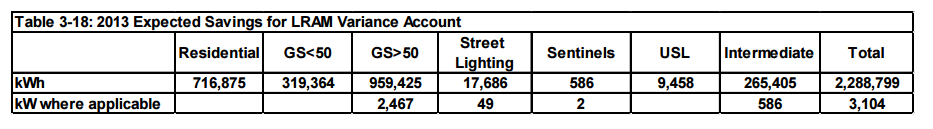 Table 3-18: 2013 Expected Savings for LRAM Variance Account
Residential GS<50 GS>50 Street Lighting Sentinels USL Intermediate Total
kWh 716,875 319,364 959,425 17,686 586 9,458 265,405 2,288,799
kW where applicable 2,467 49 2 586 3,104